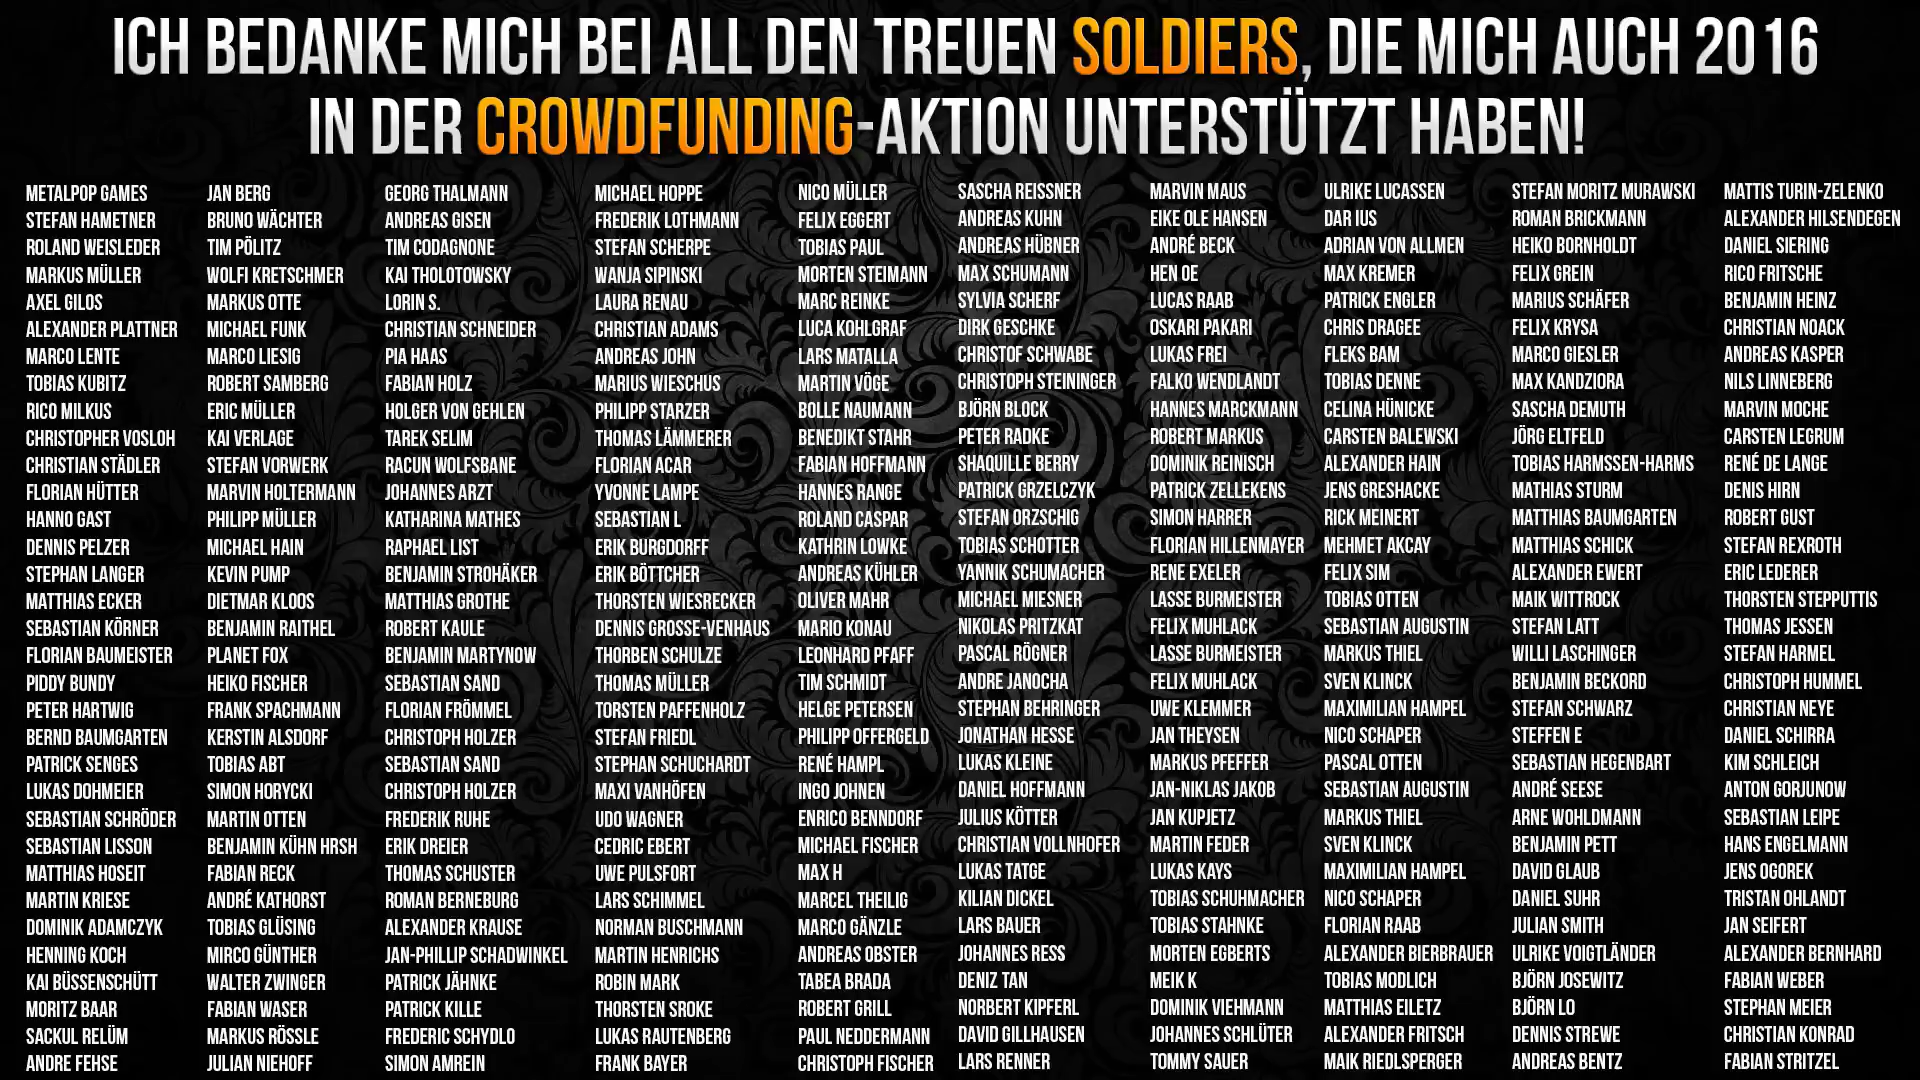 ICH BEDANKE MICH BEI ALL DEN TREUEN SOLDIERS, DIE MICH AUCH 2016
IN DER CROWDFUNDING-AKTION UNTERSTÜTZT HABEN!
METALPOP GAMES
STEFAN HAMETNER
ROLAND WEISLEDER
MARKUS MÜLLER
AXEL GILOS
ALEXANDER PLATTNER
MARCO LENTE
TOBIAS KUBITZ
RICO MILKUS
CHRISTOPHER VOSLOH
CHRISTIAN STÄDLER
FLORIAN HÜTTER
HANNO GAST
DENNIS PELZER
STEPHAN LANGER
MATTHIAS ECKER
SEBASTIAN KÖRNER
FLORIAN BAUMEISTER
PIDDY BUNDY
PETER HARTWIG
BERND BAUMGARTEN
PATRICK SENGES
LUKAS DOHMEIER
SEBASTIAN SCHRÖDER
SEBASTIAN LISSON
MATTHIAS HOSEIT
MARTIN KRIESE
DOMINIK ADAMCZYK
HENNING KOCH
KAI BÜSSENSCHÜTT
MORITZ BAAR
SACKUL RELÜM
ANDRE FEHSE
JAN BERG
BRUNO WÄCHTER
TIM PÖLITZ
WOLFI KRETSCHMER
MARKUS OTTE
MICHAEL FUNK
MARCO LIESIG
ROBERT SAMBERG
ERIC MÜLLER
KAI VERLAGE
STEFAN VORWERK
MARVIN HOLTERMANN
PHILIPP MÜLLER
MICHAEL HAIN
KEVIN PUMP
DIETMAR KLOOS
BENJAMIN RAITHEL
PLANET FOX
HEIKO FISCHER
FRANK SPACHMANN
KERSTIN ALSDORF
TOBIAS ABT
SIMON HORYCKI
MARTIN OTTEN
BENJAMIN KÜHN HRSH
FABIAN RECK
ANDRÉ KATHORST
TOBIAS GLÜSING
MIRCO GÜNTHER
WALTER ZWINGER
FABIAN WASER
MARKUS RÖSSLE
JULIAN NIEHOFF
GEORG THALMANN
ANDREAS GISEN
TIM CODAGNONE
KAI THOLOTOWSKY
LORIN S.
CHRISTIAN SCHNEIDER
PIA HAAS
FABIAN HOLZ
HOLGER VON GEHLEN
TAREK SELIM
RACUN WOLFSBANE
JOHANNES ARZT
KATHARINA MATHES
RAPHAEL LIST
BENJAMIN STROHÄKER
MATTHIAS GROTHE
ROBERT KAULE
BENJAMIN MARTYNOW
SEBASTIAN SAND
FLORIAN FRÖMMEL
CHRISTOPH HOLZER
SEBASTIAN SAND
CHRISTOPH HOLZER
FREDERIK RUHE
ERIK DREIER
THOMAS SCHUSTER
ROMAN BERNEBURG
ALEXANDER KRAUSE
JAN-PHILLIP SCHADWINKEL
PATRICK JÄHNKE
PATRICK KILLE
FREDERIC SCHYDLO
SIMON AMREIN
MICHAEL HOPPE
FREDERIK LOTHMANN
STEFAN SCHERPE
WANJA SIPINSKI
LAURA RENAU
CHRISTIAN ADAMS
ANDREAS JOHN
MARIUS WIESCHUS
PHILIPP STARZER
THOMAS LÄMMERER
FLORIAN ACAR
YVONNE LAMPE
SEBASTIAN L
ERIK BURGDORFF
ERIK BÖTTCHER
THORSTEN WIESRECKER
DENNIS GROSSE-VENHAUS
THORBEN SCHULZE
THOMAS MÜLLER
TORSTEN PAFFENHOLZ
STEFAN FRIEDL
STEPHAN SCHUCHARDT
MAXI VANHÖFEN
UDO WAGNER
CEDRIC EBERT
UWE PULSFORT
LARS SCHIMMEL
NORMAN BUSCHMANN
MARTIN HENRICHS
ROBIN MARK
THORSTEN SROKE
LUKAS RAUTENBERG
FRANK BAYER
NICO MÜLLER
FELIX EGGERT
TOBIAS PAUL
MORTEN STEIMANN
MARC REINKE
LUCA KOHLGRAF
LARS MATALLA
MARTIN VÖGE
BOLLE NAUMANN
BENEDIKT STAHR
FABIAN HOFFMANN
HANNES RANGE
ROLAND CASPAR
KATHRIN LOWKE
ANDREAS KÜHLER
OLIVER MAHR
MARIO KONAU
LEONHARD PFAFF
TIM SCHMIDT
HELGE PETERSEN
PHILIPP OFFERGELD
RENÉ HAMPL
INGO JOHNEN
ENRICO BENNDORF
MICHAEL FISCHER
MAX H
MARCEL THEILIG
MARCO GÄNZLE
ANDREAS OBSTER
TABEA BRADA
ROBERT GRILL
PAUL NEDDERMANN
CHRISTOPH FISCHER
SASCHA REISSNER
ANDREAS KUHN
ANDREAS HÜBNER
MAX SCHUMANN
SYLVIA SCHERF
DIRK GESCHKE
CHRISTOF SCHWABE
CHRISTOPH STEININGER
BJÖRN BLOCK
PETER RADKE
SHAQUILLE BERRY
PATRICK GRZELCZYK
STEFAN ORZSCHIG
TOBIAS SCHOTTER
YANNIK SCHUMACHER
MICHAEL MIESNER
NIKOLAS PRITZKAT
PASCAL RÖGNER
ANDRE JANOCHA
STEPHAN BEHRINGER
JONATHAN HESSE
LUKAS KLEINE
DANIEL HOFFMANN
JULIUS KÖTTER
CHRISTIAN VOLLNHOFER
LUKAS TATGE
KILIAN DICKEL
LARS BAUER
JOHANNES RESS
DENIZ TAN
NORBERT KIPFERL
DAVID GILLHAUSEN
LARS RENNER
MARVIN MAUS
EIKE OLE HANSEN
ANDRÉ BECK
HEN OE
LUCAS RAAB
OSKARI PAKARI
LUKAS FREI
FALKO WENDLANDT
HANNES MARCKMANN
ROBERT MARKUS
DOMINIK REINISCH
PATRICK ZELLEKENS
SIMON HARRER
FLORIAN HILLENMAYER
RENE EXELER
LASSE BURMEISTER
FELIX MUHLACK
LASSE BURMEISTER
FELIX MUHLACK
UWE KLEMMER
JAN THEYSEN
MARKUS PFEFFER
JAN-NIKLAS JAKOB
JAN KUPJETZ
MARTIN FEDER
LUKAS KAYS
TOBIAS SCHUHMACHER
TOBIAS STAHNKE
MORTEN EGBERTS
MEIK K
DOMINIK VIEHMANN
JOHANNES SCHLÜTER
TOMMY SAUER
ULRIKE LUCASSEN
DAR IUS
ADRIAN VON ALLMEN
MAX KREMER
PATRICK ENGLER
CHRIS DRAGEE
FLEKS BAM
TOBIAS DENNE
CELINA HÜNICKE
CARSTEN BALEWSKI
ALEXANDER HAIN
JENS GRESHACKE
RICK MEINERT
MEHMET AKCAY
FELIX SIM
TOBIAS OTTEN
SEBASTIAN AUGUSTIN
MARKUS THIEL
SVEN KLINCK
MAXIMILIAN HAMPEL
NICO SCHAPER
PASCAL OTTEN
SEBASTIAN AUGUSTIN
MARKUS THIEL
SVEN KLINCK
MAXIMILIAN HAMPEL
NICO SCHAPER
FLORIAN RAAB
ALEXANDER BIERBRAUER
TOBIAS MODLICH
MATTHIAS EILETZ
ALEXANDER FRITSCH
MAIK RIEDLSPERGER
STEFAN MORITZ MURAWSKI
ROMAN BRICKMANN
HEIKO BORNHOLDT
FELIX GREIN
MARIUS SCHÄFER
FELIX KRYSA
MARCO GIESLER
MAX KANDZIORA
SASCHA DEMUTH
JÖRG ELTFELD
TOBIAS HARMSSEN-HARMS
MATHIAS STURM
MATTHIAS BAUMGARTEN
MATTHIAS SCHICK
ALEXANDER EWERT
MAIK WITTROCK
STEFAN LATT
WILLI LASCHINGER
BENJAMIN BECKORD
STEFAN SCHWARZ
STEFFEN E
SEBASTIAN HEGENBART
ANDRÉ SEESE
ARNE WOHLDMANN
BENJAMIN PETT
DAVID GLAUB
DANIEL SUHR
JULIAN SMITH
ULRIKE VOIGTLÄNDER
BJÖRN JOSEWITZ
BJÖRN LO
DENNIS STREWE
ANDREAS BENTZ
MATTIS TURIN-ZELENKO
ALEXANDER HILSENDEGEN
DANIEL SIERING
RICO FRITSCHE
BENJAMIN HEINZ
CHRISTIAN NOACK
ANDREAS KASPER
NILS LINNEBERG
MARVIN MOCHE
CARSTEN LEGRUM
RENÉ DE LANGE
DENIS HIRN
ROBERT GUST
STEFAN REXROTH
ERIC LEDERER
THORSTEN STEPPUTTIS
THOMAS JESSEN
STEFAN HARMEL
CHRISTOPH HUMMEL
CHRISTIAN NEYE
DANIEL SCHIRRA
KIM SCHLEICH
ANTON GORJUNOW
SEBASTIAN LEIPE
HANS ENGELMANN
JENS OGOREK
TRISTAN OHLANDT
JAN SEIFERT
ALEXANDER BERNHARD
FABIAN WEBER
STEPHAN MEIER
CHRISTIAN KONRAD
FABIAN STRITZEL